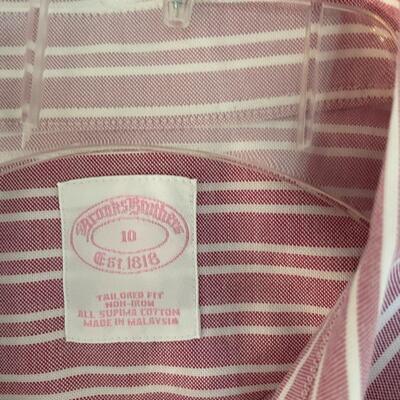 Brooks Brothers
10
Est. 1818
TAILORED FIT
NON-IRON
ALL SUPIMA COTTON
MADE IN MALAYSIA